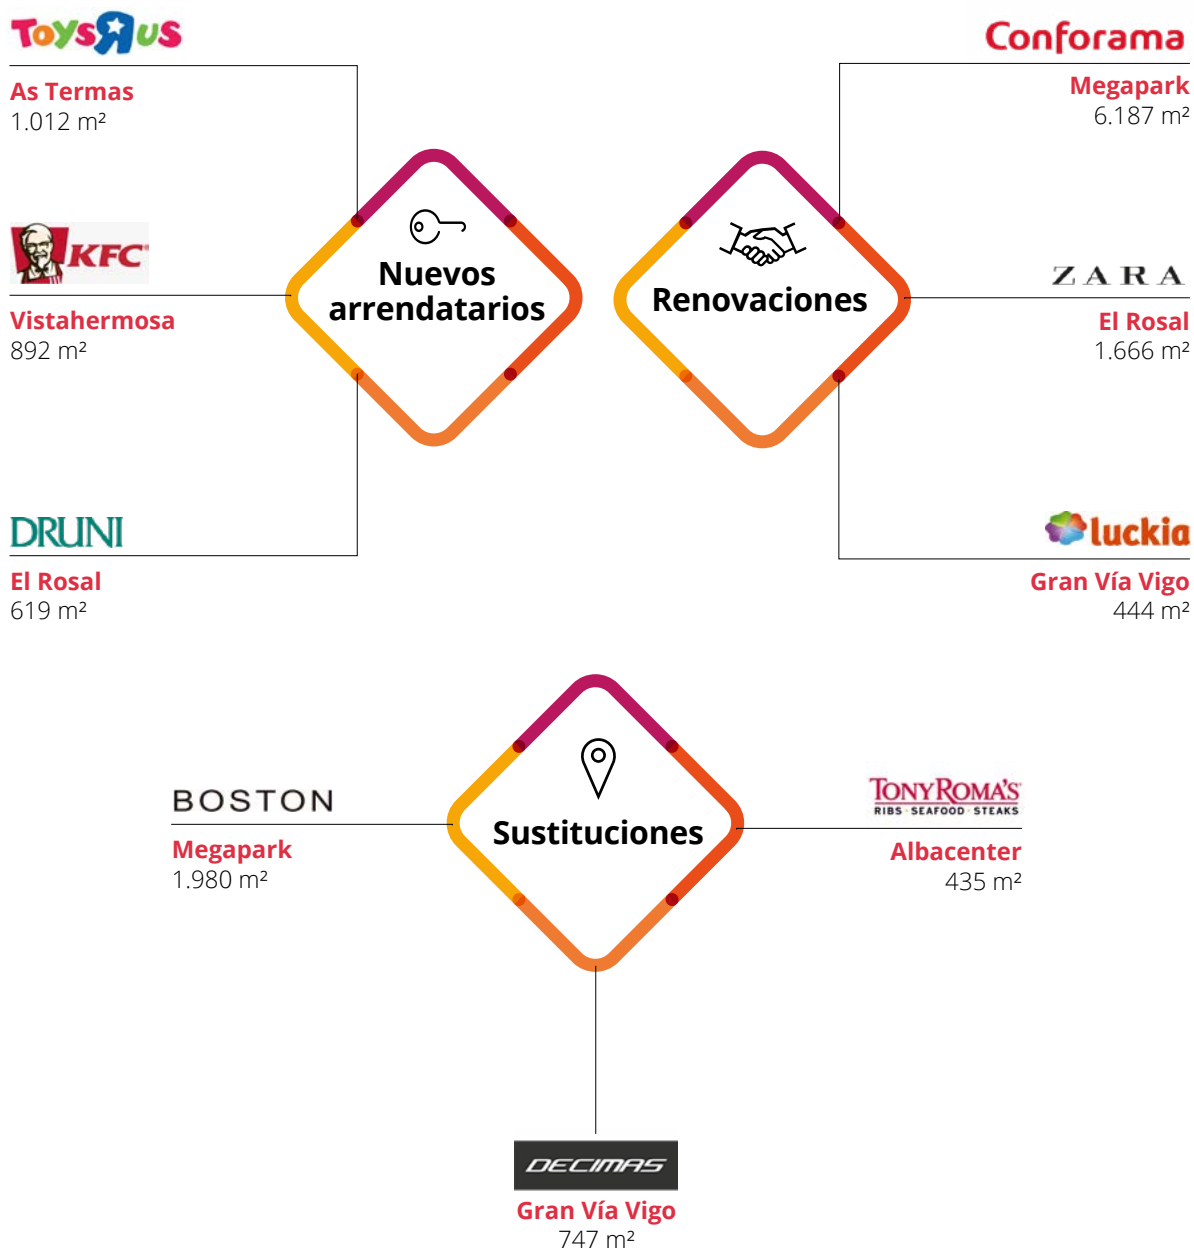 TOYSRUS
As Termas
1.012 m²
KFC
Vistahermosa
892 m²
DRUNI
El Rosal
619 m²
Nuevos
arrendatarios
Conforama
Megapark
6.187 m²
ZARA
El Rosal
1.666 m²
luckia
Gran Vía Vigo
444 m²
Renovaciones
BOSTON
Megapark
1.980 m²
Sustituciones
TONY ROMA'S
RIBS · SEAFOOD · STEAKS
Albacenter
435 m²
DECIMAS
Gran Vía Vigo
747 m²